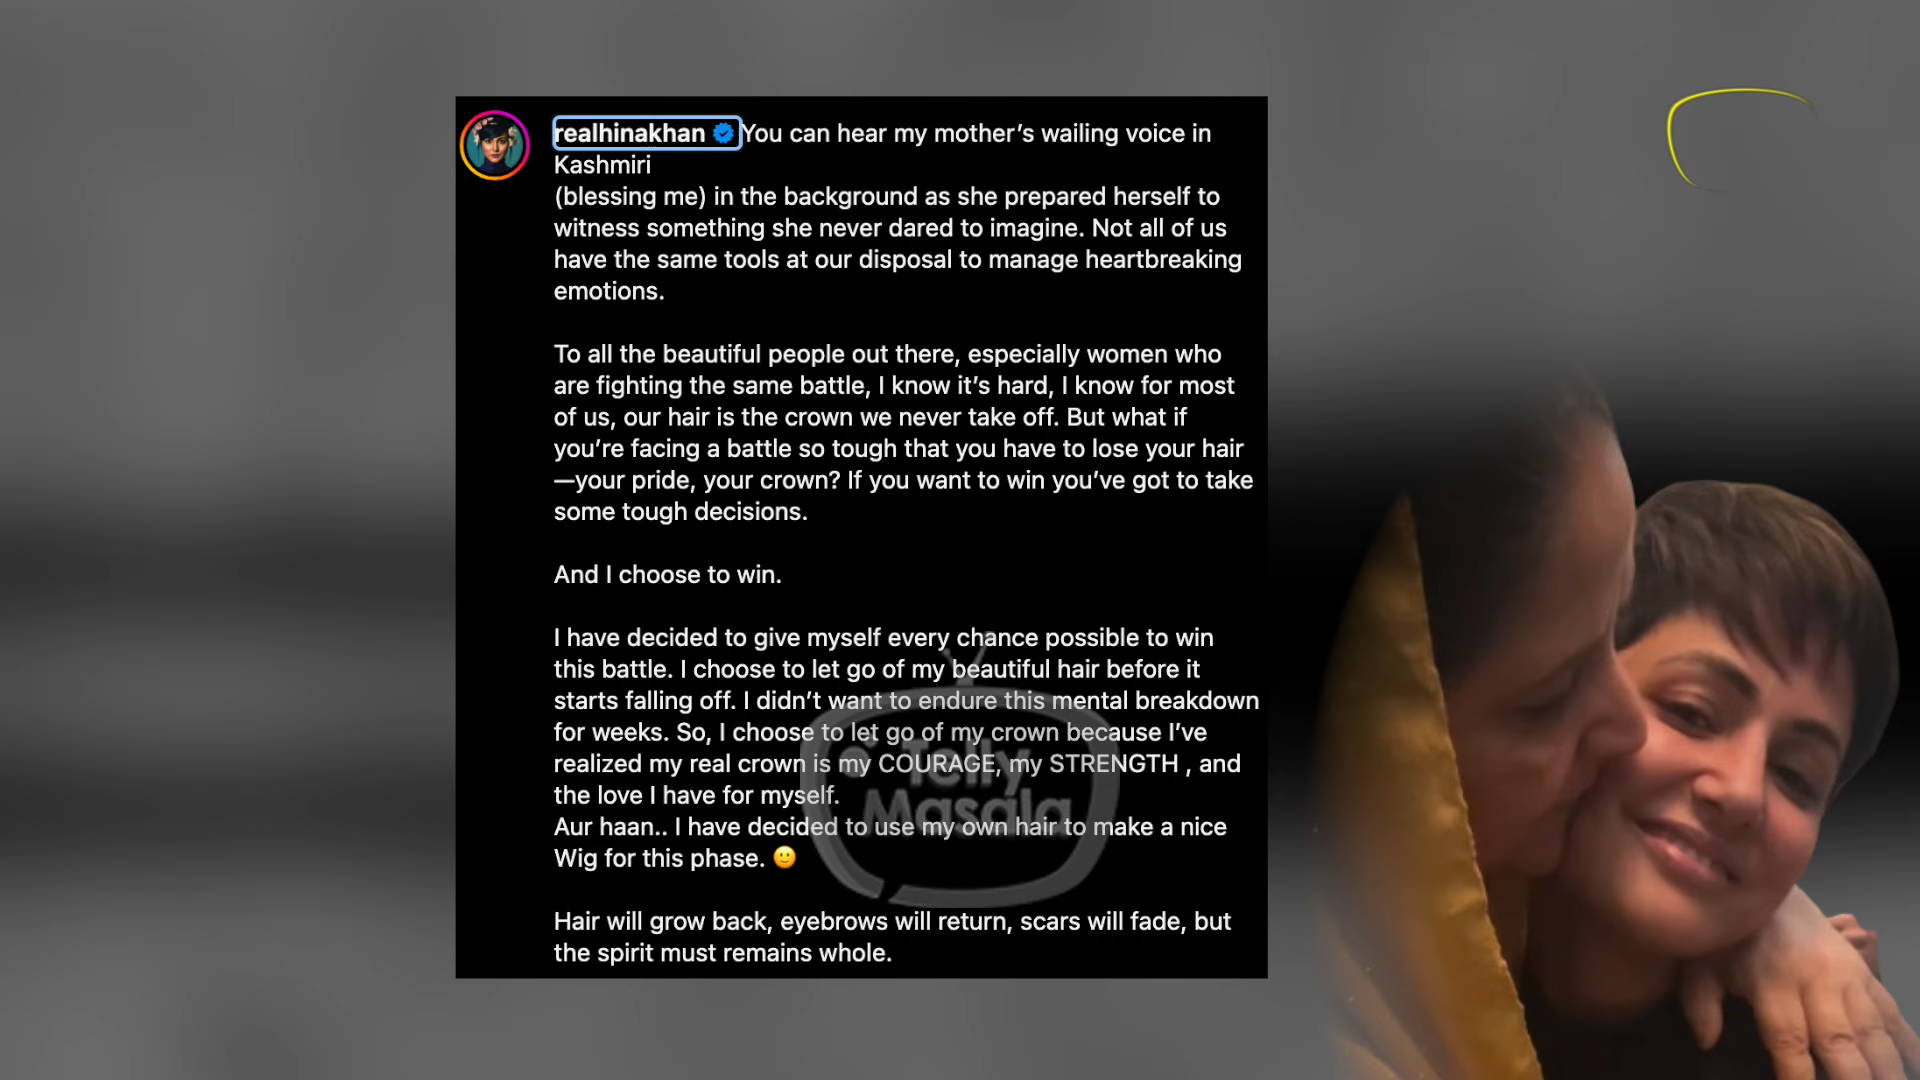 realhinakhan You can hear my mother’s wailing voice in
Kashmiri
(blessing me) in the background as she prepared herself to
witness something she never dared to imagine. Not all of us
have the same tools at our disposal to manage heartbreaking
emotions.
To all the beautiful people out there, especially women who
are fighting the same battle, I know it’s hard, I know for most
of us, our hair is the crown we never take off. But what if
you’re facing a battle so tough that you have to lose your hair
—your pride, your crown? If you want to win you’ve got to take
some tough decisions.
And I choose to win.
I have decided to give myself every chance possible to win
this battle. I choose to let go of my beautiful hair before it
starts falling off. I didn’t want to endure this mental breakdown
for weeks. So, I choose to let go of my crown because I’ve
realized my real crown is my COURAGE, my STRENGTH , and
the love I have for myself.
Aur haan.. I have decided to use my own hair to make a nice
Wig for this phase. 🙂
Hair will grow back, eyebrows will return, scars will fade, but
the spirit must remains whole.
Telly
Masala